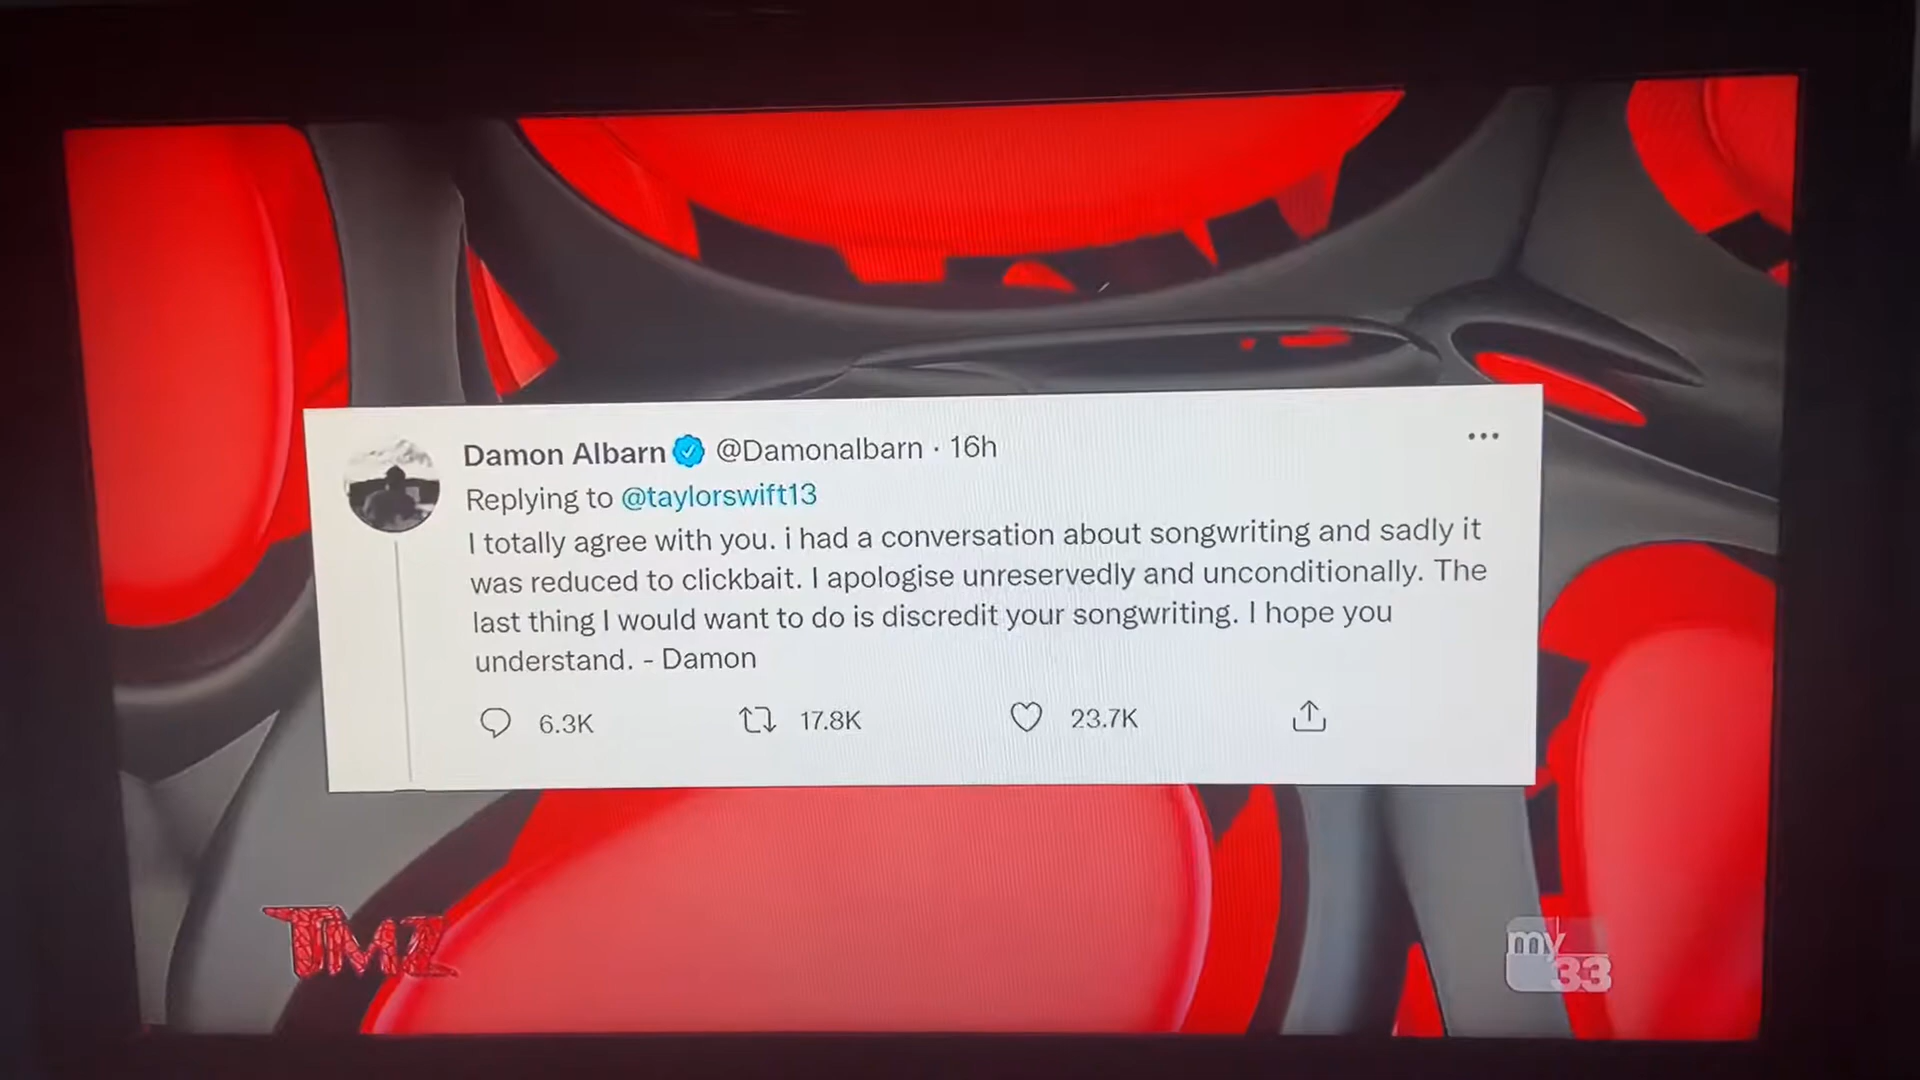 Damon Albarn @Damonalbarn · 16h
Replying to @taylorswift13
I totally agree with you. i had a conversation about songwriting and sadly it
was reduced to clickbait. I apologise unreservedly and unconditionally. The
last thing I would want to do is discredit your songwriting. I hope you
understand. - Damon
6.3K 17.8K 23.7K
TMZ
my
33